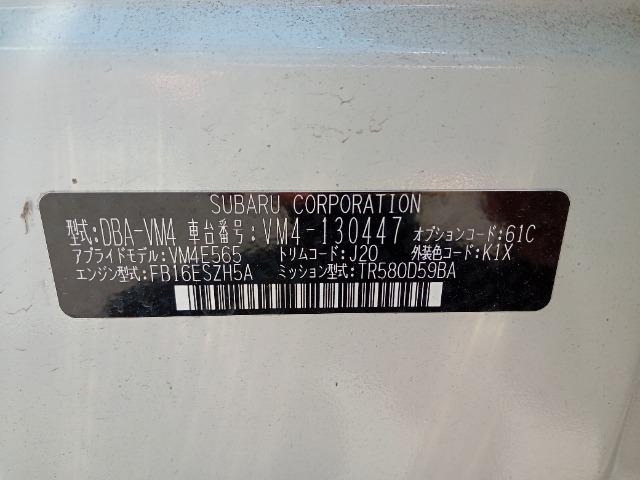 SUBARU CORPORATION
型式:DBA-VM4 車台番号:VM4-130447 オプションコード:61C
アプライドモデル:VM4E565 トリムコード:J20 外装色コード:K1X
エンジン型式:FB16ESZH5A ミッション型式:TR580D59BA